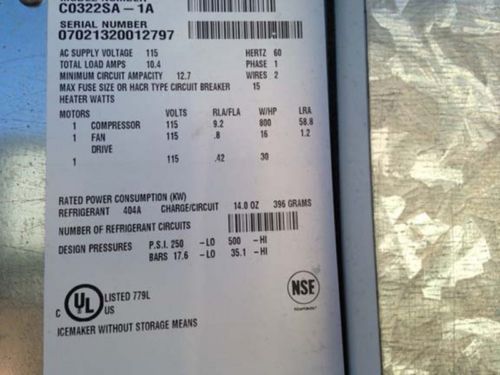 MODEL NUMBER
C0322SA - 1A
SERIAL NUMBER
07021320012797
AC SUPPLY VOLTAGE 115 HERTZ 60
TOTAL LOAD AMPS 10.4 PHASE 1
MINIMUM CIRCUIT AMPACITY 12.7 WIRES 2
MAX FUSE SIZE OR HACR TYPE CIRCUIT BREAKER 15
HEATER WATTS
MOTORS VOLTS RLA/FLA W/HP LRA
1 COMPRESSOR 115 9.2 800 58.8
1 FAN 115 .8 16 1.2
DRIVE
1 115 .42 30
RATED POWER CONSUMPTION (KW)
REFRIGERANT 404A CHARGE/CIRCUIT 14.0 OZ 396 GRAMS
NUMBER OF REFRIGERANT CIRCUITS
DESIGN PRESSURES P.S.I. 250 - LO 500 - HI
BARS 17.6 - LO 35.1 - HI
C UL US LISTED 779L
ICEMAKER WITHOUT STORAGE MEANS
NSE